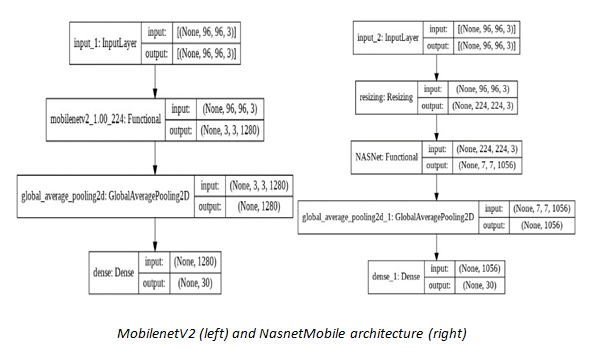 input_1: InputLayer
input: [(None, 96, 96, 3)]
output: [(None, 96, 96, 3)]
mobilenetv2_1.00_224: Functional
input: (None, 96, 96, 3)
output: (None, 3, 3, 1280)
global_average_pooling2d: GlobalAveragePooling2D
input: (None, 3, 3, 1280)
output: (None, 1280)
dense: Dense
input: (None, 1280)
output: (None, 30)
input_2: InputLayer
input: [(None, 96, 96, 3)]
output: [(None, 96, 96, 3)]
resizing: Resizing
input: (None, 96, 96, 3)
output: (None, 224, 224, 3)
NASNet: Functional
input: (None, 224, 224, 3)
output: (None, 7, 7, 1056)
global_average_pooling2d_1: GlobalAveragePooling2D
input: (None, 7, 7, 1056)
output: (None, 1056)
dense_1: Dense
input: (None, 1056)
output: (None, 30)
MobilenetV2 (left) and NasnetMobile architecture (right)